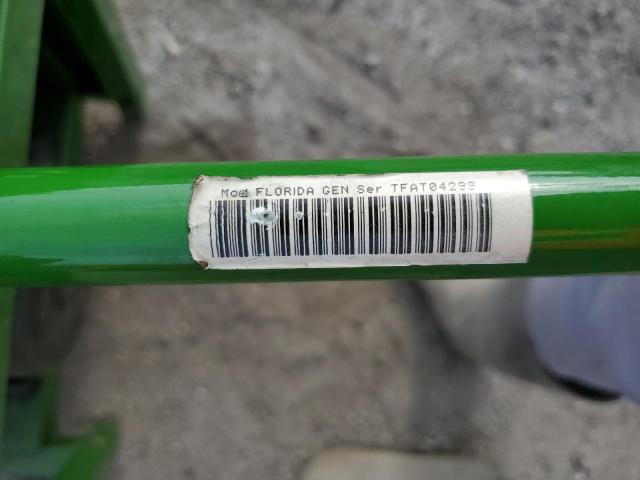 Mod FLORIDA GEN Ser TFAT04299